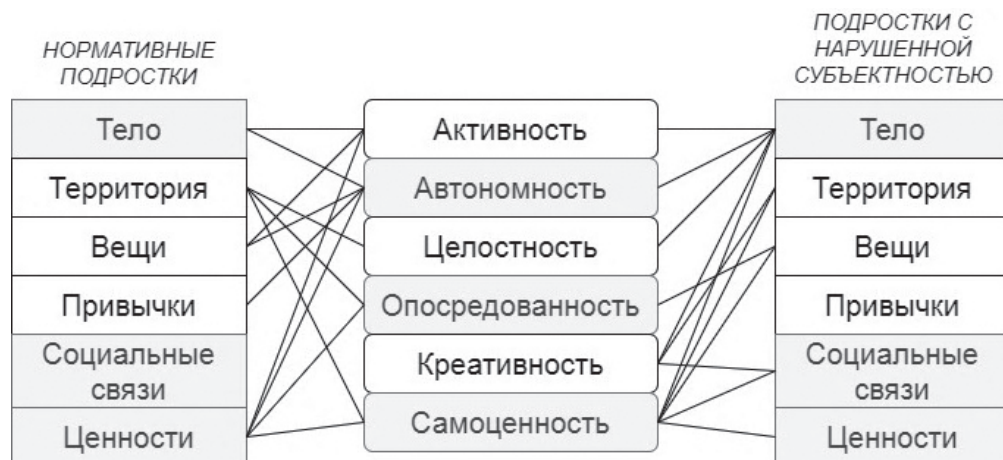 НОРМАТИВНЫЕ
ПОДРОСТКИ
ПОДРОСТКИ С
НАРУШЕННОЙ
СУБЪЕКТНОСТЬЮ
Тело
Активность
Тело
Территория
Автономность
Территория
Вещи
Целостность
Вещи
Привычки
Опосредованность
Привычки
Социальные
связи
Креативность
Социальные
связи
Ценности
Самоценность
Ценности